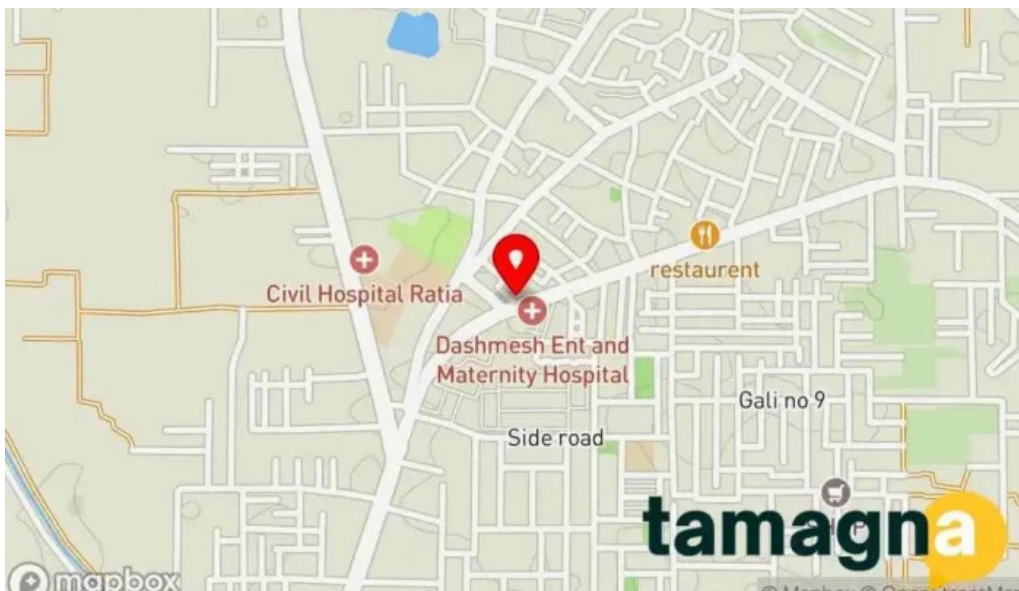 restaurent
Civil Hospital Ratia
Dashmesh Ent and
Maternity Hospital
Gali no 9
Side road
tamagna
mapbox